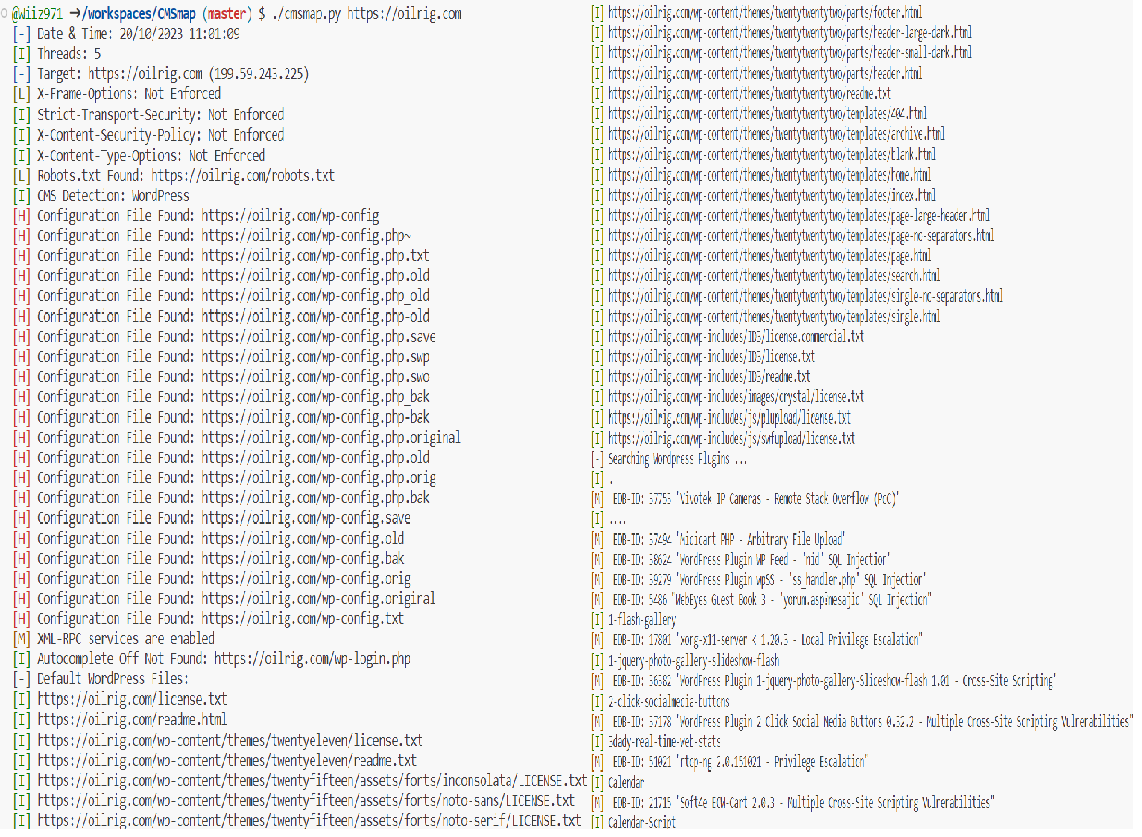 @wiiz971 →/workspaces/CMSmap (master) $ ./cmsmap.py https://oilrig.com
[-] Date & Time: 20/10/2023 11:01:09
[I] Threads: 5
[-] Target: https://oilrig.com (199.59.243.225)
[L] X-Frame-Options: Not Enforced
[I] Strict-Transport-Security: Not Enforced
[I] X-Content-Security-Policy: Not Enforced
[I] X-Content-Type-Options: Not Enforced
[L] Robots.txt Found: https://oilrig.com/robots.txt
[I] CMS Detection: WordPress
[H] Configuration File Found: https://oilrig.com/wp-config
[H] Configuration File Found: https://oilrig.com/wp-config.php~
[H] Configuration File Found: https://oilrig.com/wp-config.php.txt
[H] Configuration File Found: https://oilrig.com/wp-config.php.old
[H] Configuration File Found: https://oilrig.com/wp-config.php_old
[H] Configuration File Found: https://oilrig.com/wp-config.php-old
[H] Configuration File Found: https://oilrig.com/wp-config.php.save
[H] Configuration File Found: https://oilrig.com/wp-config.php.swp
[H] Configuration File Found: https://oilrig.com/wp-config.php.swo
[H] Configuration File Found: https://oilrig.com/wp-config.php_bak
[H] Configuration File Found: https://oilrig.com/wp-config.php-bak
[H] Configuration File Found: https://oilrig.com/wp-config.php.original
[H] Configuration File Found: https://oilrig.com/wp-config.php.old
[H] Configuration File Found: https://oilrig.com/wp-config.php.orig
[H] Configuration File Found: https://oilrig.com/wp-config.php.bak
[H] Configuration File Found: https://oilrig.com/wp-config.save
[H] Configuration File Found: https://oilrig.com/wp-config.old
[H] Configuration File Found: https://oilrig.com/wp-config.bak
[H] Configuration File Found: https://oilrig.com/wp-config.orig
[H] Configuration File Found: https://oilrig.com/wp-config.original
[H] Configuration File Found: https://oilrig.com/wp-config.txt
[M] XML-RPC services are enabled
[I] Autocomplete Off Not Found: https://oilrig.com/wp-login.php
[-] Default WordPress Files:
[I] https://oilrig.com/license.txt
[I] https://oilrig.com/readme.html
[I] https://oilrig.com/wp-content/themes/twentyeleven/license.txt
[I] https://oilrig.com/wp-content/themes/twentyeleven/readme.txt
[I] https://oilrig.com/wp-content/themes/twentyfifteen/assets/forts/inconsolata/LICENSE.txt
[I] https://oilrig.com/wp-content/themes/twentyfifteen/assets/forts/noto-sans/LICENSE.txt
[I] https://oilrig.com/wp-content/themes/twentyfifteen/assets/forts/noto-serif/LICENSE.txt
[I] https://oilrig.com/wp-content/themes/twentytwentytwo/parts/footer.html
[I] https://oilrig.com/wp-content/themes/twentytwentytwo/parts/header-large-dark.html
[I] https://oilrig.com/wp-content/themes/twentytwentytwo/parts/header-small-dark.html
[I] https://oilrig.com/wp-content/themes/twentytwentytwo/parts/header.html
[I] https://oilrig.com/wp-content/themes/twentytwentytwo/readme.txt
[I] https://oilrig.com/wp-content/themes/twentytwentytwo/templates/404.html
[I] https://oilrig.com/wp-content/themes/twentytwentytwo/templates/archive.html
[I] https://oilrig.com/wp-content/themes/twentytwentytwo/templates/blank.html
[I] https://oilrig.com/wp-content/themes/twentytwentytwo/templates/home.html
[I] https://oilrig.com/wp-content/themes/twentytwentytwo/templates/index.html
[I] https://oilrig.com/wp-content/themes/twentytwentytwo/templates/page-large-header.html
[I] https://oilrig.com/wp-content/themes/twentytwentytwo/templates/page-no-separators.html
[I] https://oilrig.com/wp-content/themes/twentytwentytwo/templates/page.html
[I] https://oilrig.com/wp-content/themes/twentytwentytwo/templates/search.html
[I] https://oilrig.com/wp-content/themes/twentytwentytwo/templates/single-no-separators.html
[I] https://oilrig.com/wp-content/themes/twentytwentytwo/templates/single.html
[I] https://oilrig.com/wp-includes/ID3/license.commercial.txt
[I] https://oilrig.com/wp-includes/ID3/license.txt
[I] https://oilrig.com/wp-includes/ID3/readme.txt
[I] https://oilrig.com/wp-includes/images/crystal/license.txt
[I] https://oilrig.com/wp-includes/js/plupload/license.txt
[I] https://oilrig.com/wp-includes/js/swfupload/license.txt
[-] Searching Wordpress Plugins ...
[I] .
[M] EDB-ID: 37753 'Vivotek IP Cameras - Remote Stack Overflow (PoC)'
[I] ....
[M] EDB-ID: 37494 'Midicart PHP - Arbitrary File Upload'
[M] EDB-ID: 38624 'WordPress Plugin WP Feed - 'nid' SQL Injection'
[M] EDB-ID: 39279 'WordPress Plugin wpSS - 'ss_handler.php" SQL Injection'
[M] EDB-ID: 5486 "WebEyes Guest Book 3 - 'yorum.asp?mesajic' SQL Injection"
[I] 1-flash-gallery
[M] EDB-ID: 17801 "xorg-x11-server < 1.20.3 - Local Privilege Escalation"
[I] 1-jquery-photo-gallery-slideshow-flash
[M] EDB-ID: 36382 'WordPress Plugin 1-jquery-photo-gallery-Slideshow-flash 1.01 - Cross-Site Scripting'
[I] 2-click-socialmedia-buttons
[M] EDB-ID: 37178 'WordPress Plugin 2 Click Social Media Buttons 0.32.2 - Multiple Cross-Site Scripting Vulnerabilities"
[I] 3dady-real-time-web-stats
[M] EDB-ID: 51021 "rtcp-ng 2.0.151021 - Privilege Escalation"
[I] Calendar
[M] EDB-ID: 21715 "Soft4e ECM-Cart 2.0.3 - Multiple Cross-Site Scripting Vulnerabilities"
[I] Calendar-Script